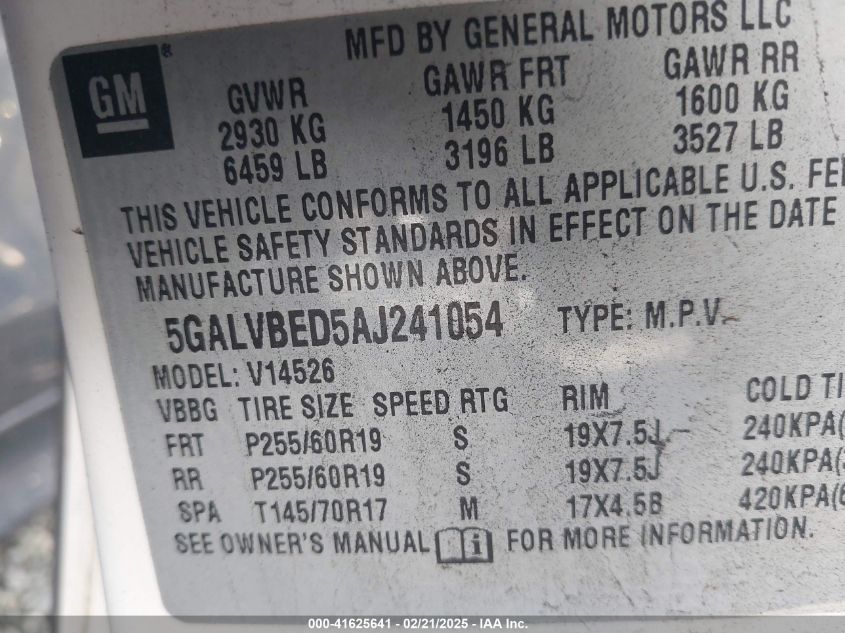 MFD BY GENERAL MOTORS LLC
GM ®
GVWR GAWR FRT GAWR RR
2930 KG 1450 KG 1600 KG
6459 LB 3196 LB 3527 LB
THIS VEHICLE CONFORMS TO ALL APPLICABLE U.S. FE
VEHICLE SAFETY STANDARDS IN EFFECT ON THE DATE
MANUFACTURE SHOWN ABOVE.
5GALVBED5AJ241054 TYPE: M.P.V.
MODEL: V14526
VBBG TIRE SIZE SPEED RTG RIM COLD TI
FRT P255/60R19 S 19X7.5J 240KPA(
RR P255/60R19 S 19X7.5J 240KPA(
SPA T145/70R17 M 17X4.5B 420KPA(6
SEE OWNER'S MANUAL i FOR MORE INFORMATION.
000-41625641 - 02/21/2025 - IAA Inc.